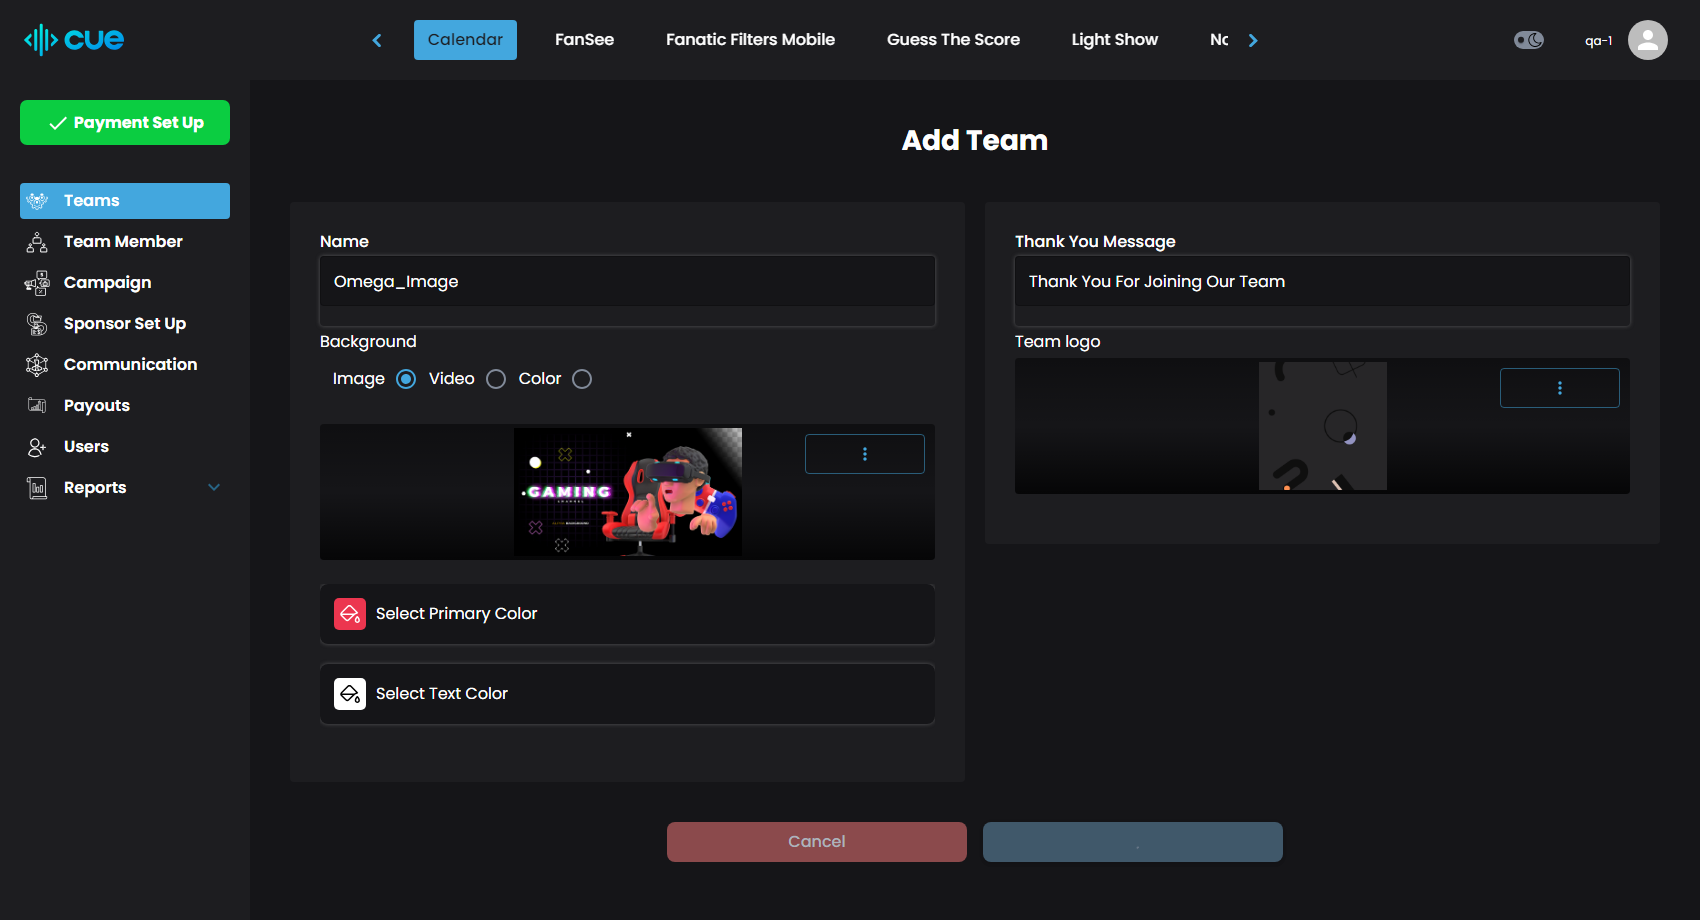 cue
Calendar
FanSee
Fanatic Filters Mobile
Guess The Score
Light Show
qa-1
Payment Set Up
Teams
Team Member
Campaign
Sponsor Set Up
Communication
Payouts
Users
Reports
Add Team
Name
Omega_Image
Background
Image
Video
Color
GAMING
CHANNEL
Select Primary Color
Select Text Color
Thank You Message
Thank You For Joining Our Team
Team logo
Cancel